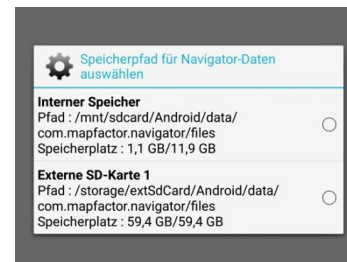 Speicherpfad für Navigator-Daten
auswählen
Interner Speicher
Pfad : /mnt/sdcard/Android/data/
com.mapfactor.navigator/files
Speicherplatz : 1,1 GB/11,9 GB
Externe SD-Karte 1
Pfad : /storage/extSdCard/Android/data/
com.mapfactor.navigator/files
Speicherplatz : 59,4 GB/59,4 GB